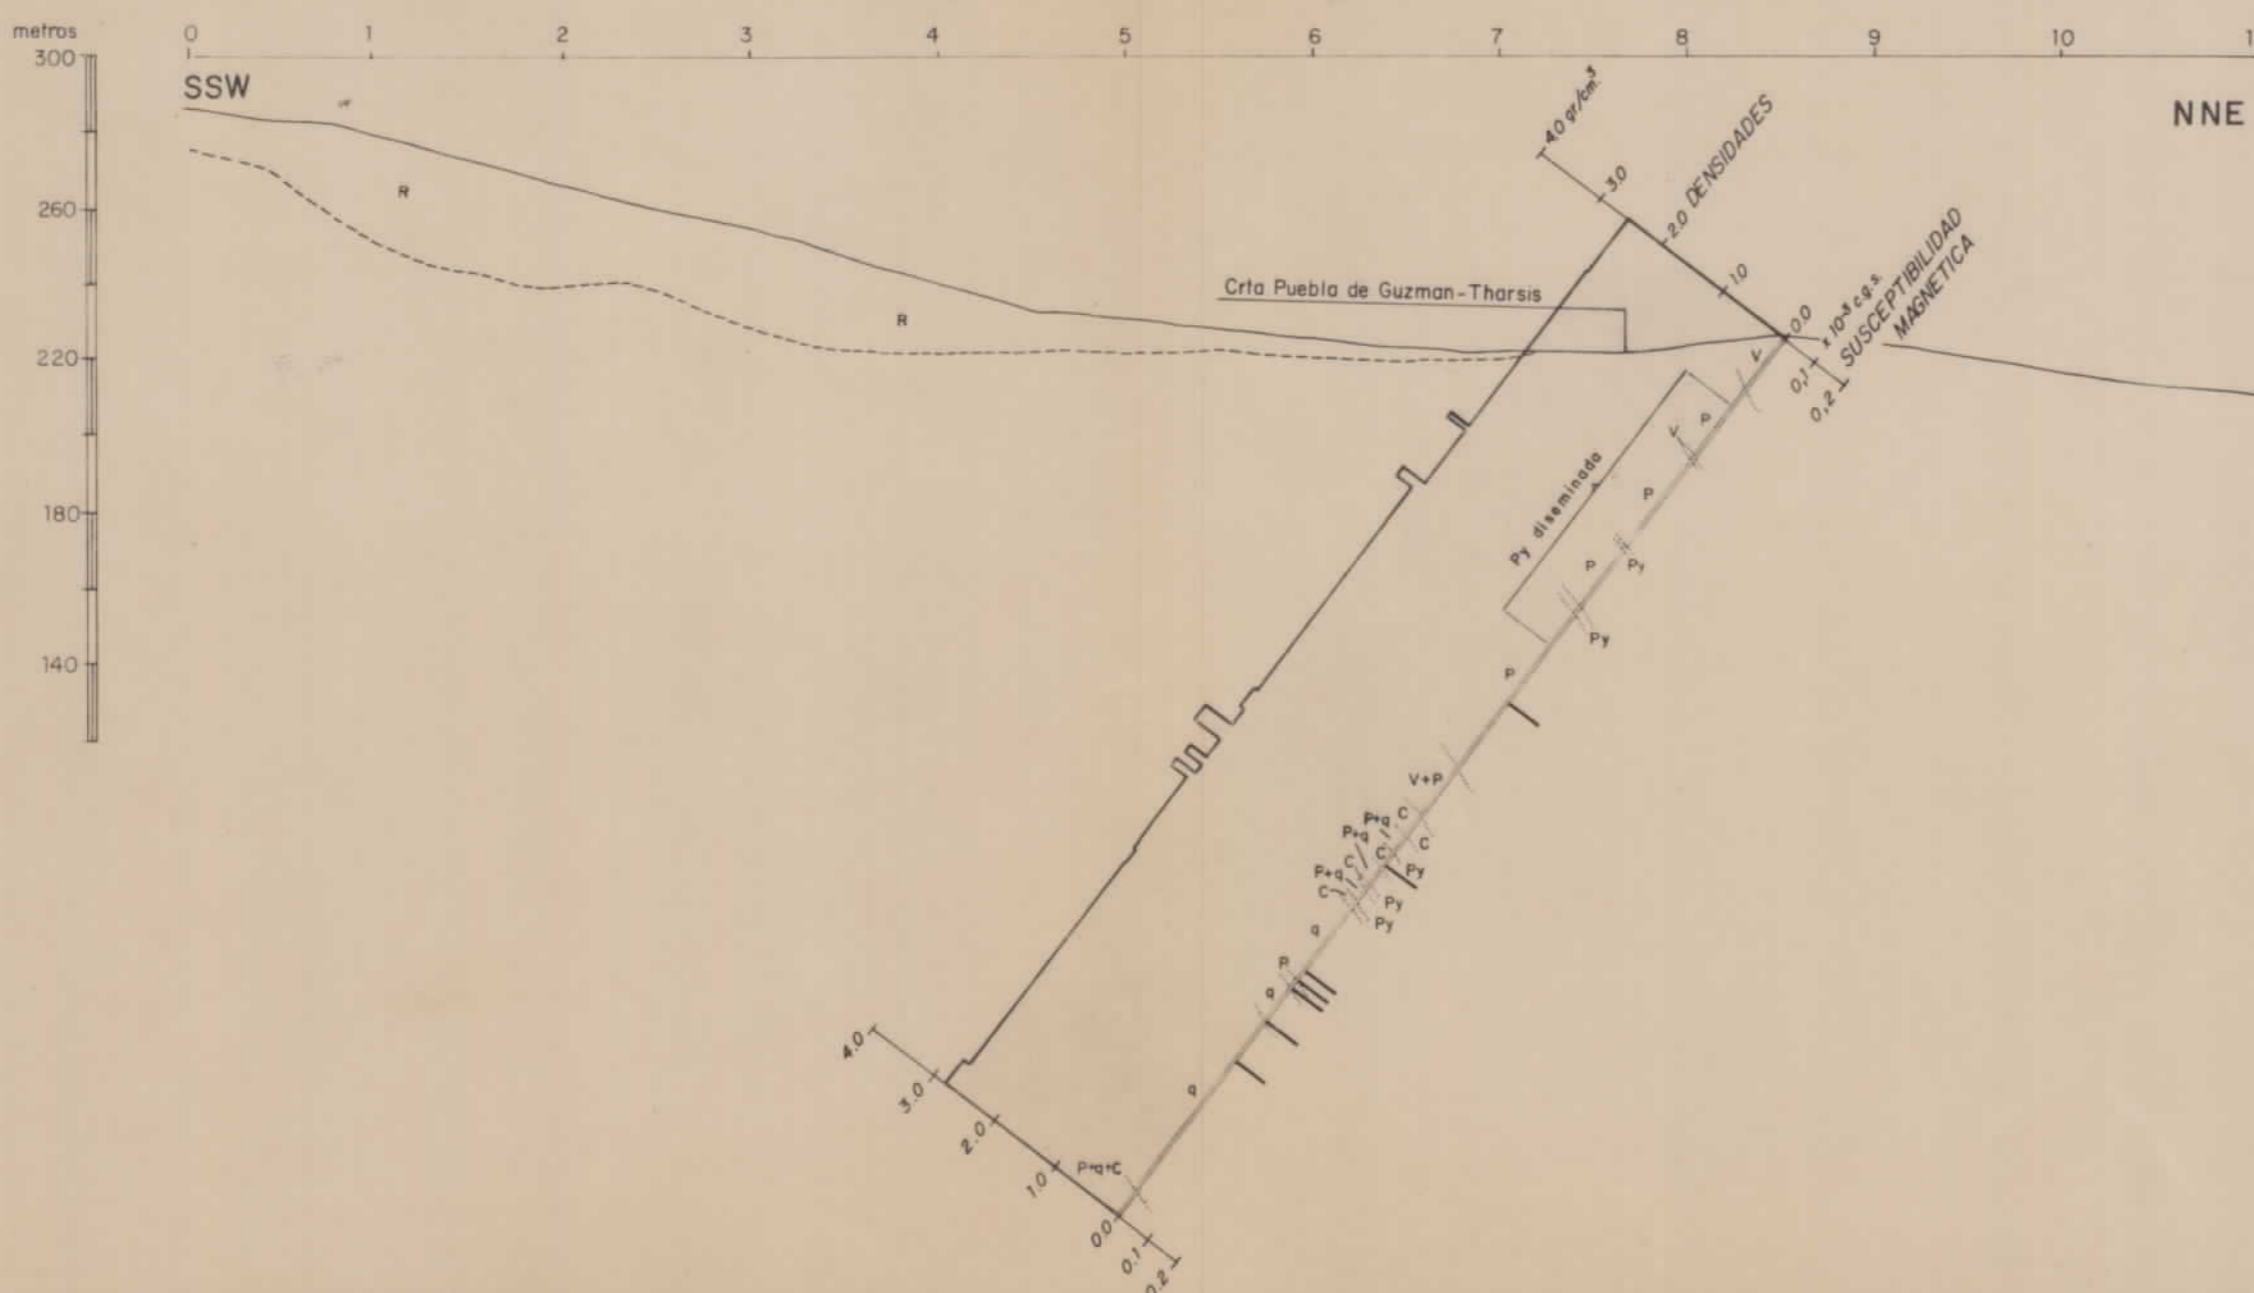 metros
0 1 2 3 4 5 6 7 8 9 10
300
SSW
NNE
4.0 gr/cm.³
3.0
2.0 DENSIDADES
1.0
0.0
x 10⁻³ c.g.s.
SUSCEPTIBILIDAD
MAGNETICA
0,1
0,2
260
R
R
Crta Puebla de Guzman-Tharsis
220
V
P
V
Py diseminada
P
180
P Py
Py
140
P
V+P
P+q C
P+q
C C C
P+q Py
C
Py
Py
q
P
q
4.0
3.0
q
2.0
1.0
P+q+C
0.0
0.1
0.2